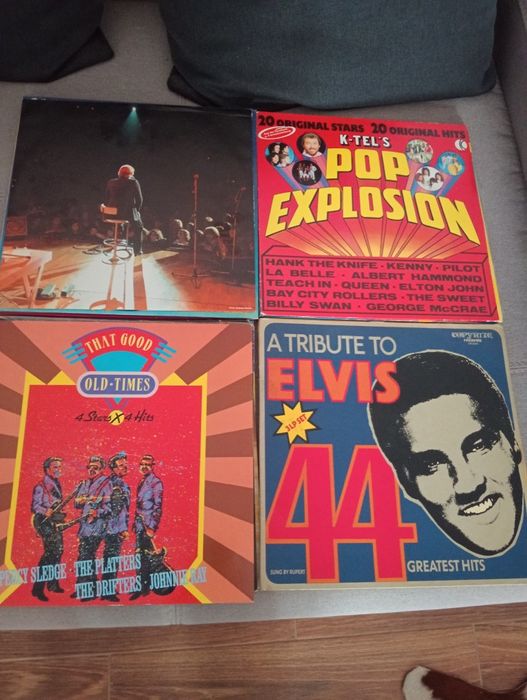 20 ORIGINAL STARS 20 ORIGINAL HITS
K-TEL'S
POP
EXPLOSION
HANK THE KNIFE · KENNY · PILOT
LA BELLE · ALBERT HAMMOND
TEACH IN · QUEEN · ELTON JOHN
BAY CITY ROLLERS · THE SWEET
BILLY SWAN · GEORGE McCRAE
THAT GOOD
OLD-TIMES
4 Stars X 4 Hits
PERCY SLEDGE · THE PLATTERS
THE DRIFTERS · JOHNNIE RAY
A TRIBUTE TO
ELVIS
3 LP SET
44
SUNG BY RUPERT
GREATEST HITS